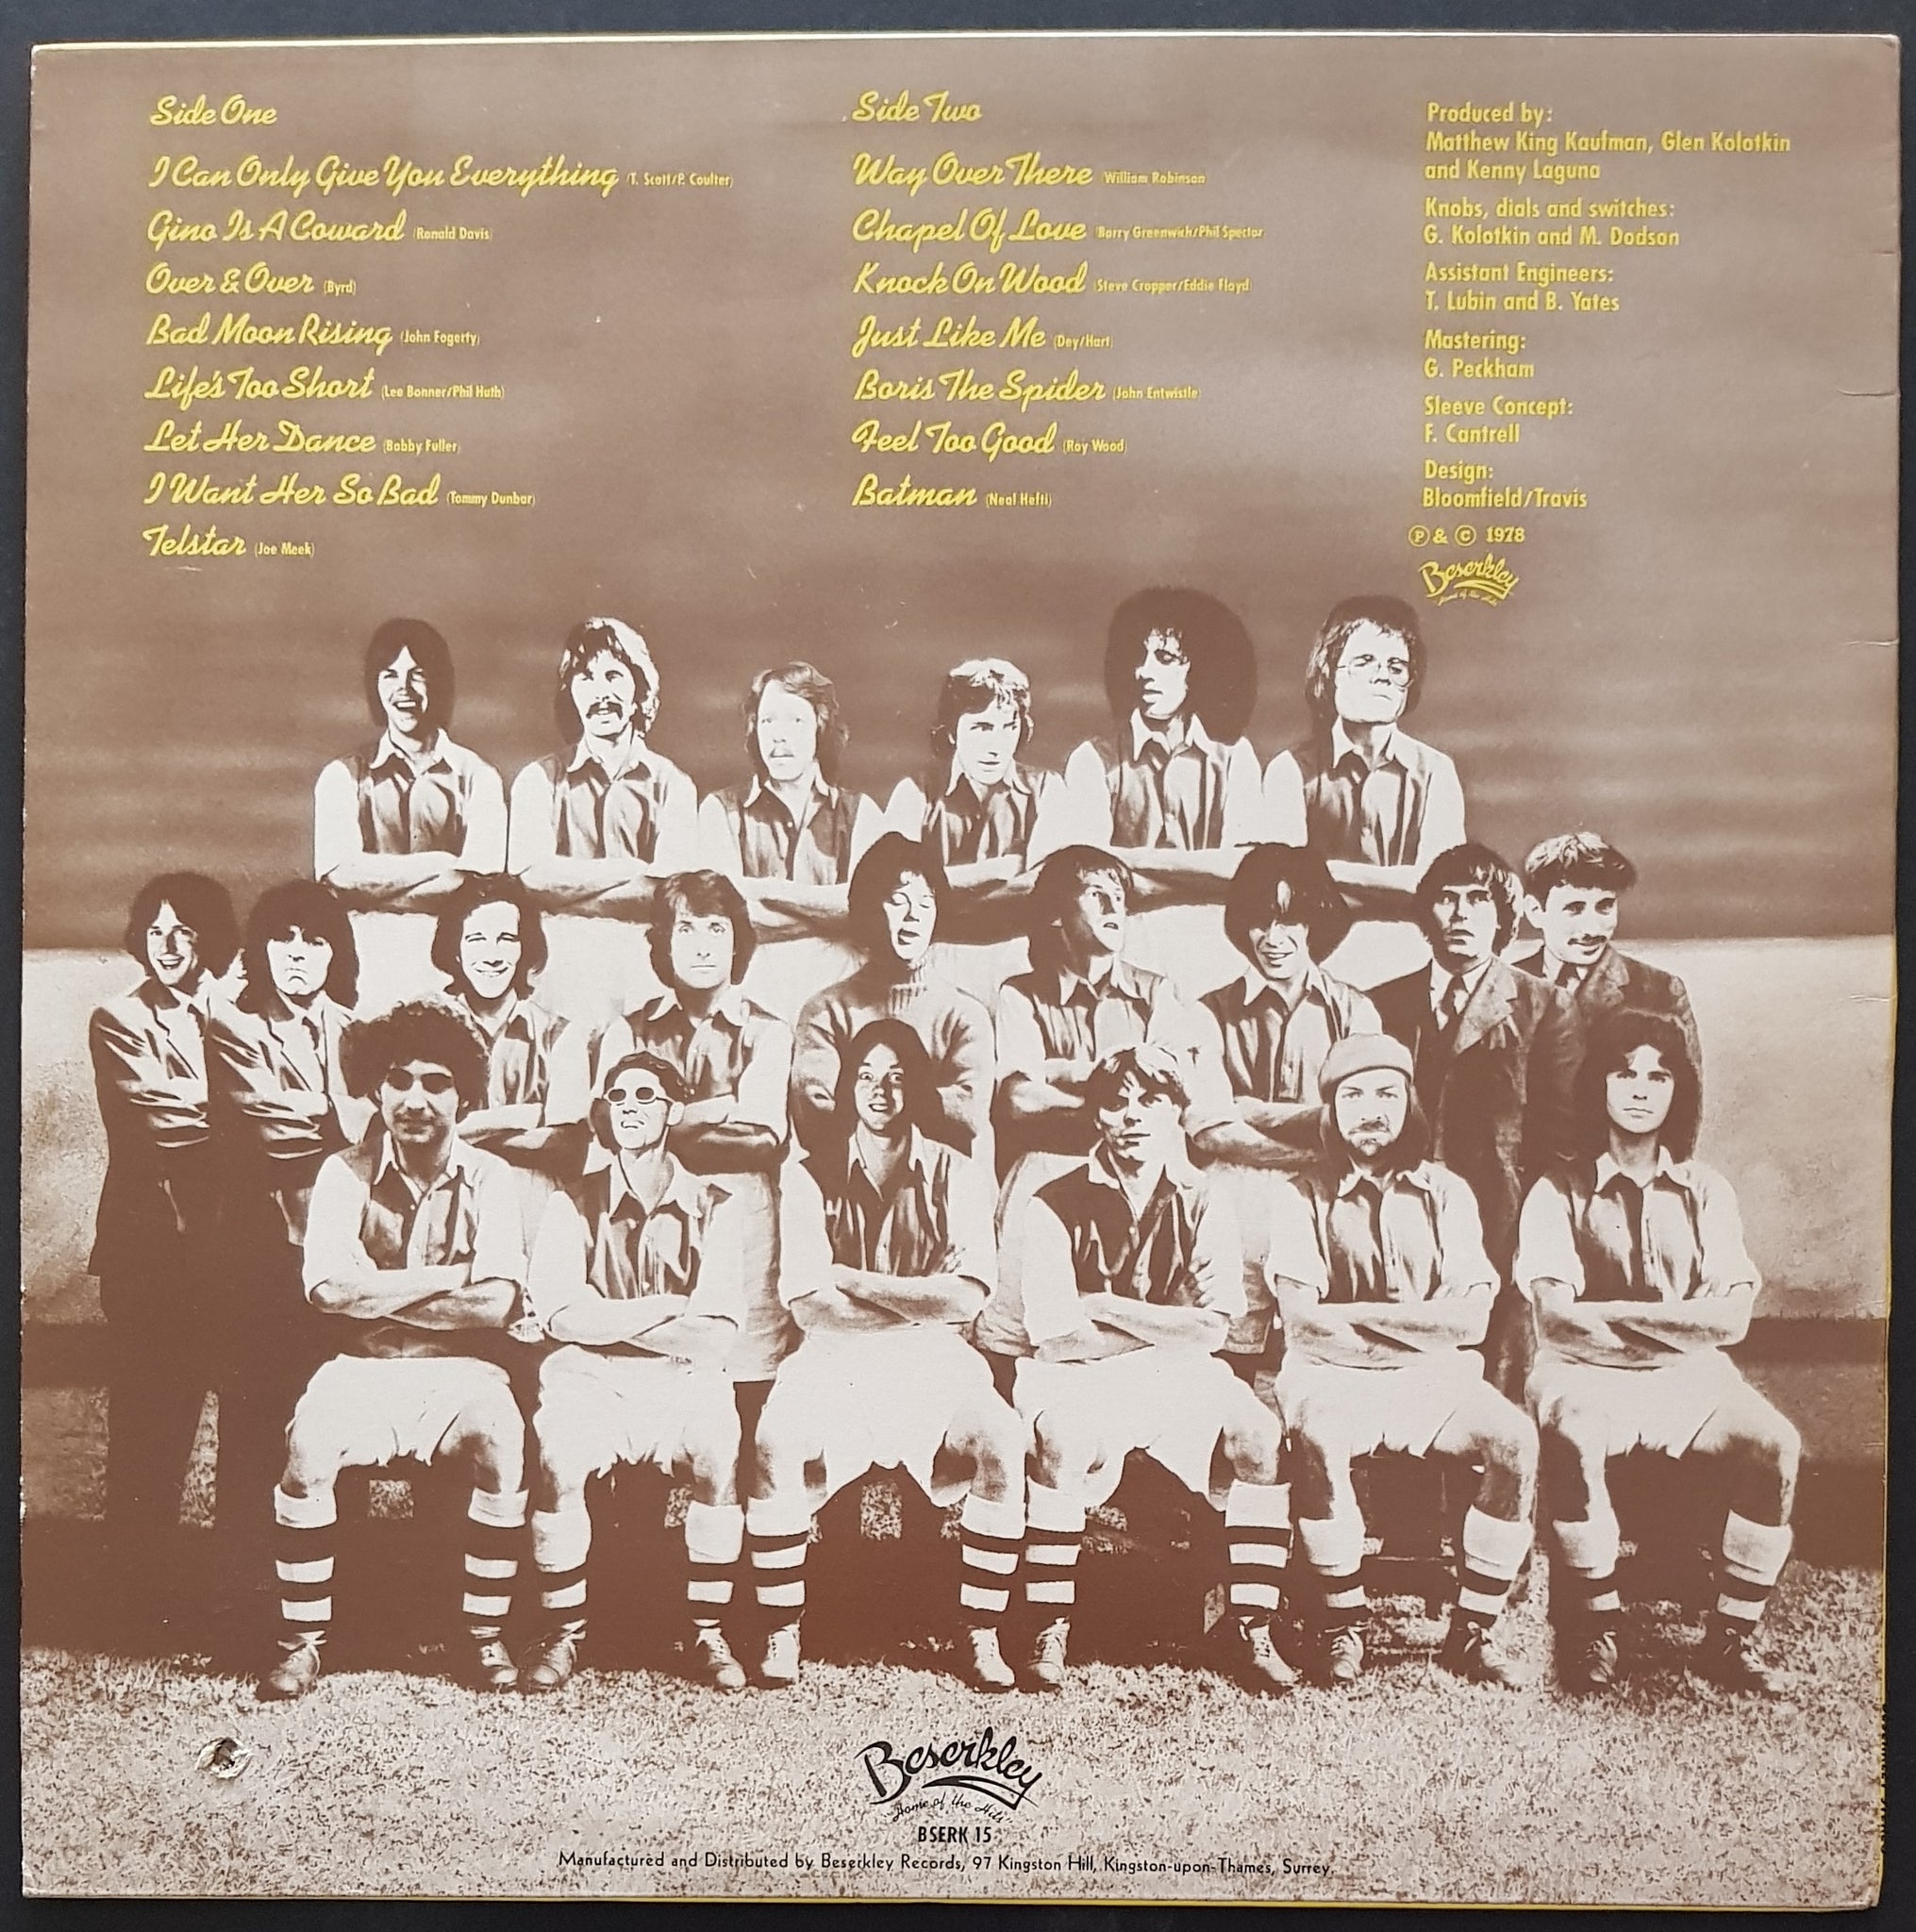 Side One
I Can Only Give You Everything (T. Scott/P. Coulter)
Gino Is A Coward (Ronald Davis)
Over & Over (Byrd)
Bad Moon Rising (John Fogerty)
Life's Too Short (Lee Bonner/Phil Huth)
Let Her Dance (Bobby Fuller)
I Want Her So Bad (Tommy Dunbar)
Telstar (Joe Meek)
Side Two
Way Over There (William Robinson
Chapel Of Love (Barry Greenwich/Phil Spector
Knock On Wood (Steve Cropper/Eddie Floyd)
Just Like Me (Dey/Hart)
Boris The Spider (John Entwistle)
Feel Too Good (Roy Wood)
Batman (Neal Hefti)
Produced by:
Matthew King Kaufman, Glen Kolotkin
and Kenny Laguna
Knobs, dials and switches:
G. Kolotkin and M. Dodson
Assistant Engineers:
T. Lubin and B. Yates
Mastering:
G. Peckham
Sleeve Concept:
F. Cantrell
Design:
Bloomfield/Travis
℗ & © 1978
Beserkley
Home of the Hits
Beserkley
Home of the Hits
BSERK 15
Manufactured and Distributed by Beserkley Records, 97 Kingston Hill, Kingston-upon-Thames, Surrey.